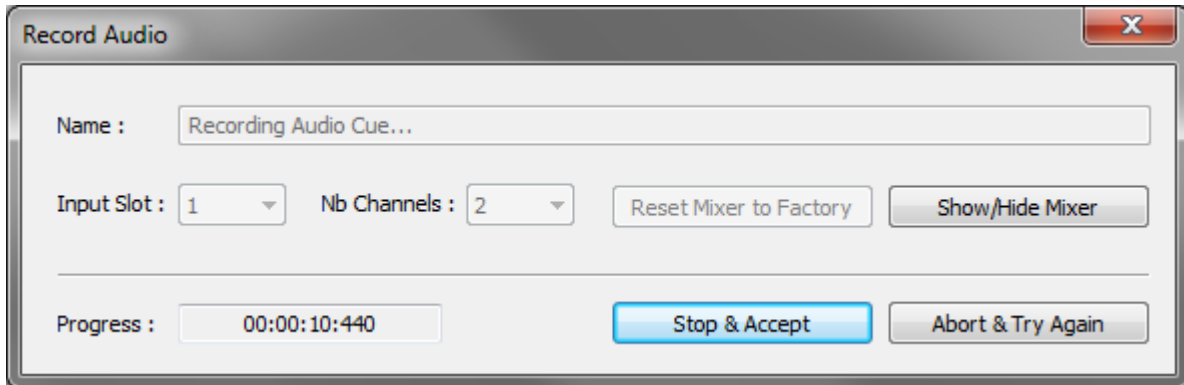 Record Audio
Name : Recording Audio Cue...
Input Slot : 1 Nb Channels : 2 Reset Mixer to Factory Show/Hide Mixer
Progress : 00:00:10:440 Stop & Accept Abort & Try Again